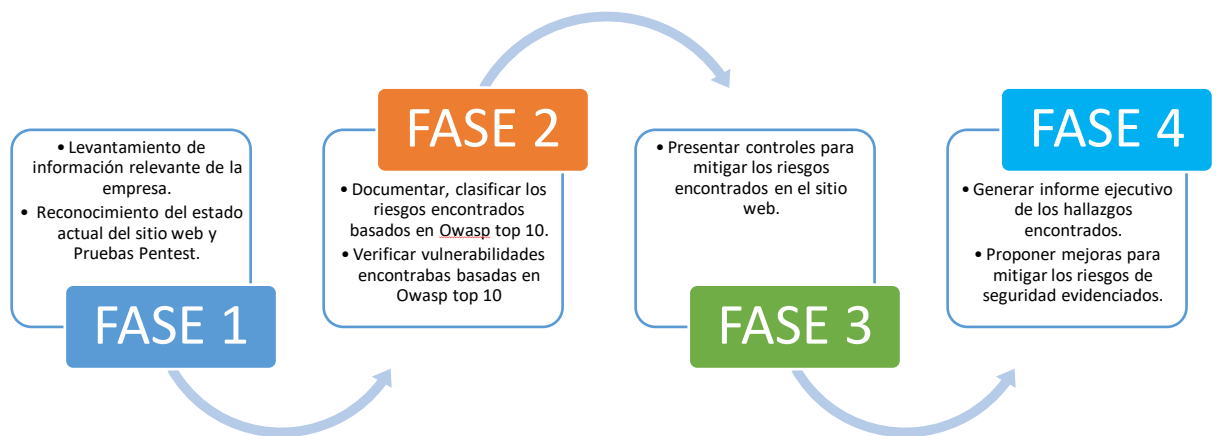 • Levantamiento de
información relevante de la
empresa.
• Reconocimiento del estado
actual del sitio web y
Pruebas Pentest.
FASE 1
FASE 2
• Documentar, clasificar los
riesgos encontrados
basados en Owasp top 10.
• Verificar vulnerabilidades
encontrabas basadas en
Owasp top 10
• Presentar controles para
mitigar los riesgos
encontrados en el sitio
web.
FASE 3
FASE 4
• Generar informe ejecutivo
de los hallazgos
encontrados.
• Proponer mejoras para
mitigar los riesgos de
seguridad evidenciados.